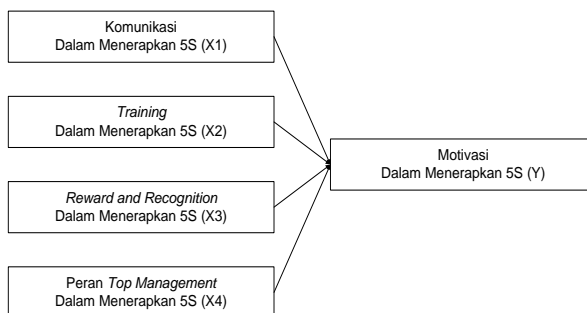 Komunikasi
Dalam Menerapkan 5S (X1)
Training
Dalam Menerapkan 5S (X2)
Reward and Recognition
Dalam Menerapkan 5S (X3)
Peran Top Management
Dalam Menerapkan 5S (X4)
Motivasi
Dalam Menerapkan 5S (Y)